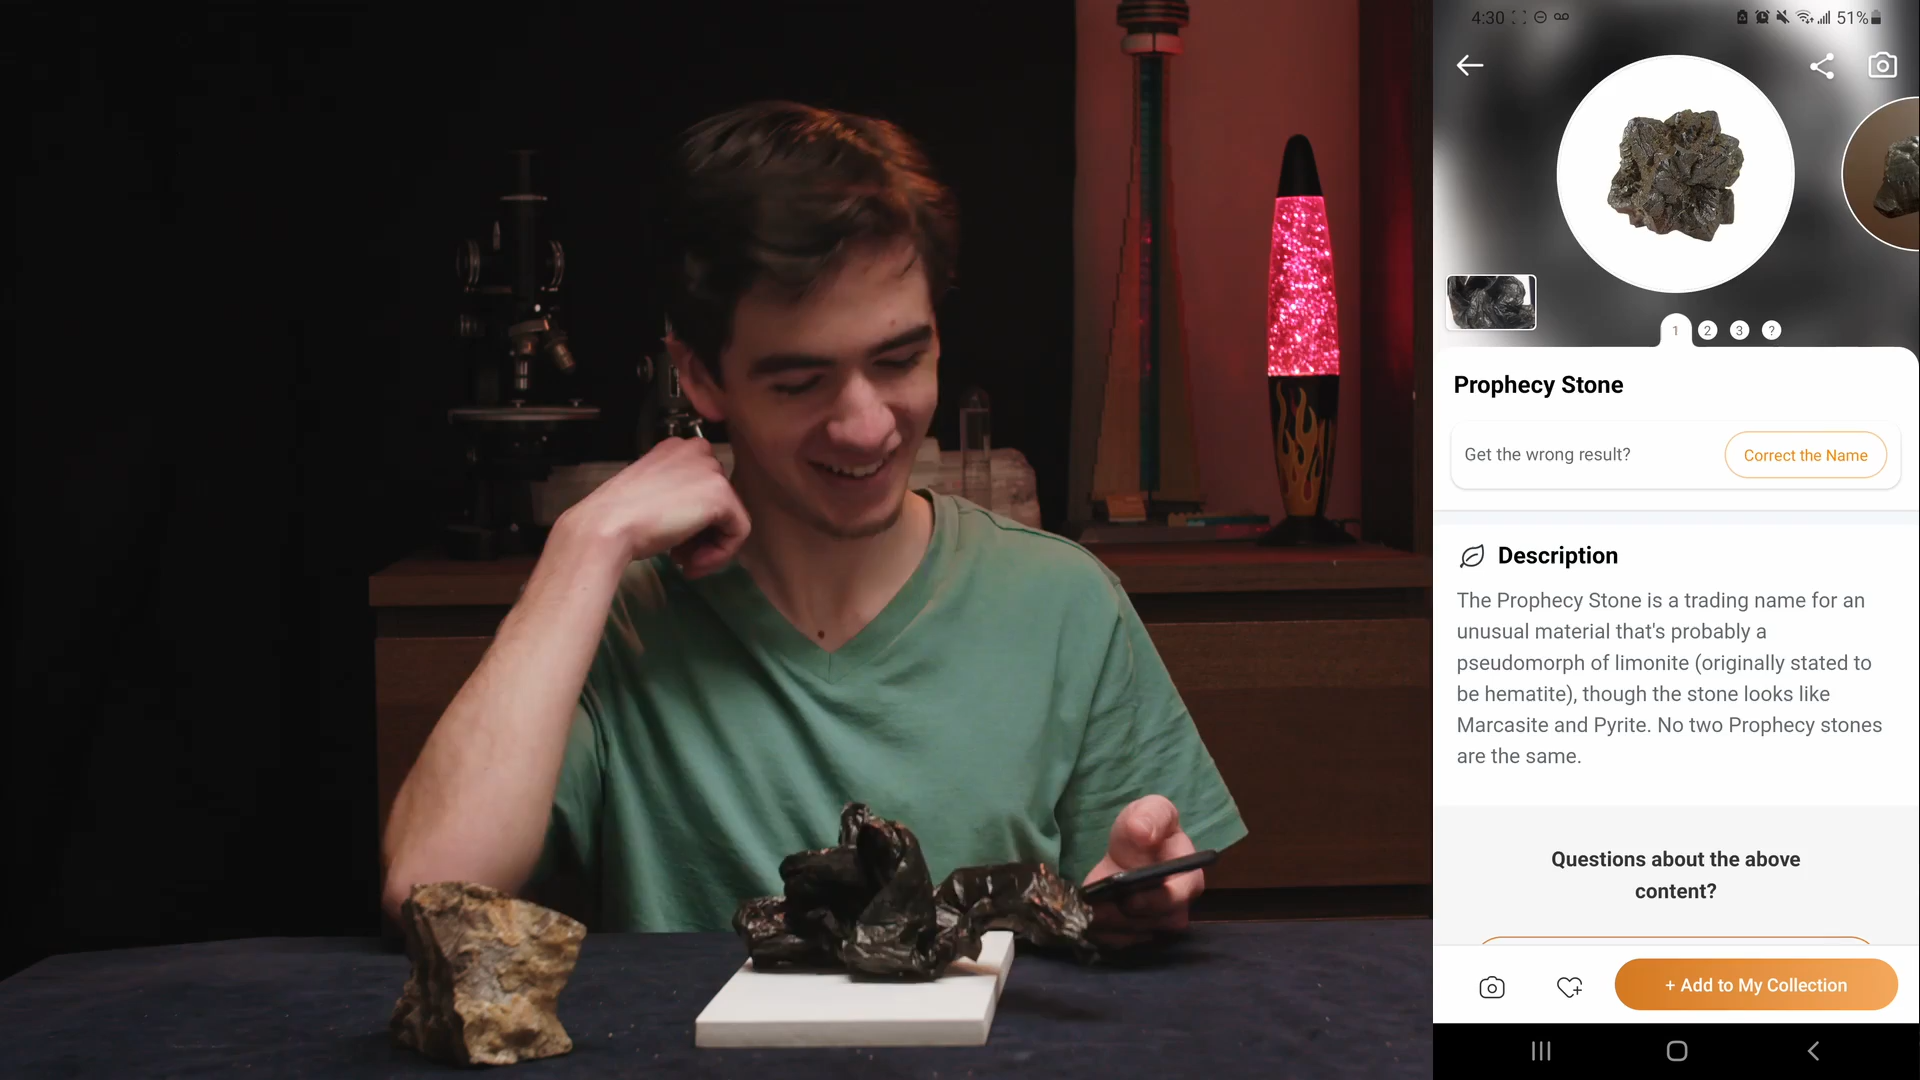 4:30
51%
1
2
3
?
Prophecy Stone
Get the wrong result?
Correct the Name
Description
The Prophecy Stone is a trading name for an
unusual material that's probably a
pseudomorph of limonite (originally stated to
be hematite), though the stone looks like
Marcasite and Pyrite. No two Prophecy stones
are the same.
Questions about the above
content?
+ Add to My Collection